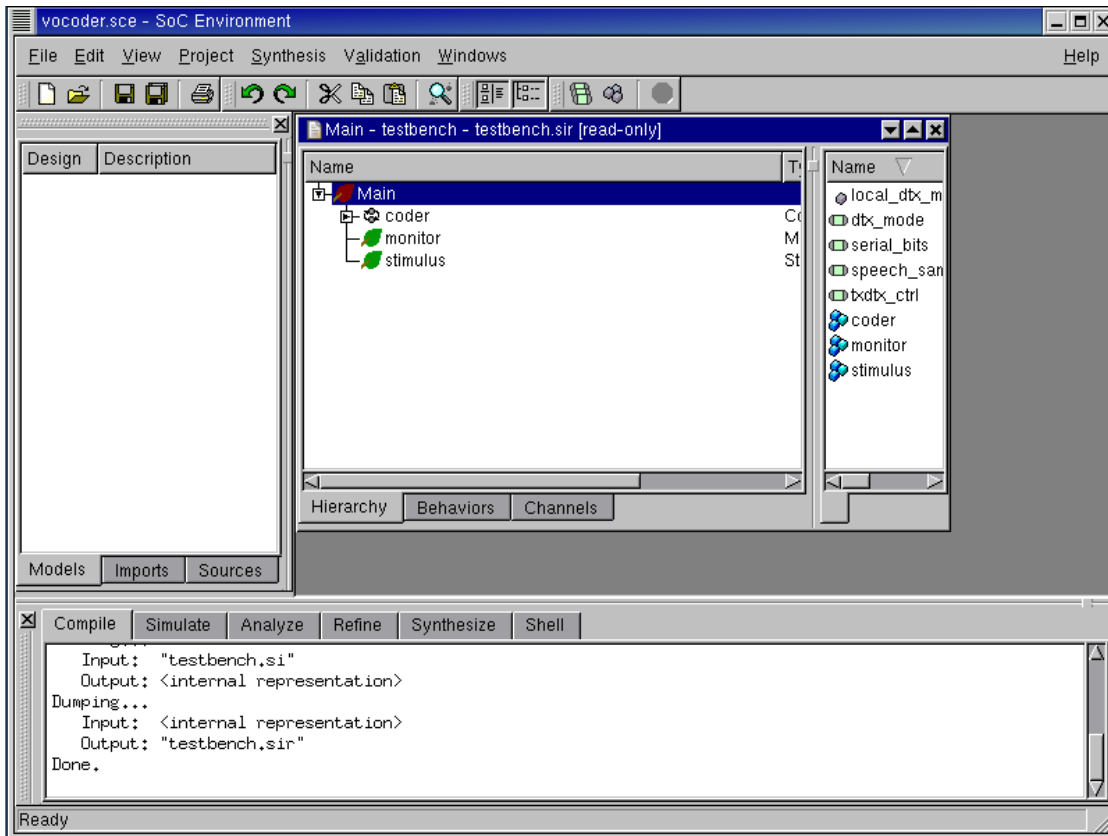 vocoder.sce - SoC Environment
File Edit View Project Synthesis Validation Windows Help
Design Description
Models Imports Sources
Main - testbench - testbench.sir [read-only]
Name
Main
coder
monitor M
stimulus St
Hierarchy Behaviors Channels
Name
local_dtx_m
dtx_mode
serial_bits
speech_san
txdtx_ctrl
coder
monitor
stimulus
Compile Simulate Analyze Refine Synthesize Shell
Input: "testbench.si"
Output: <internal representation>
Dumping...
Input: <internal representation>
Output: "testbench.sir"
Done.
Ready